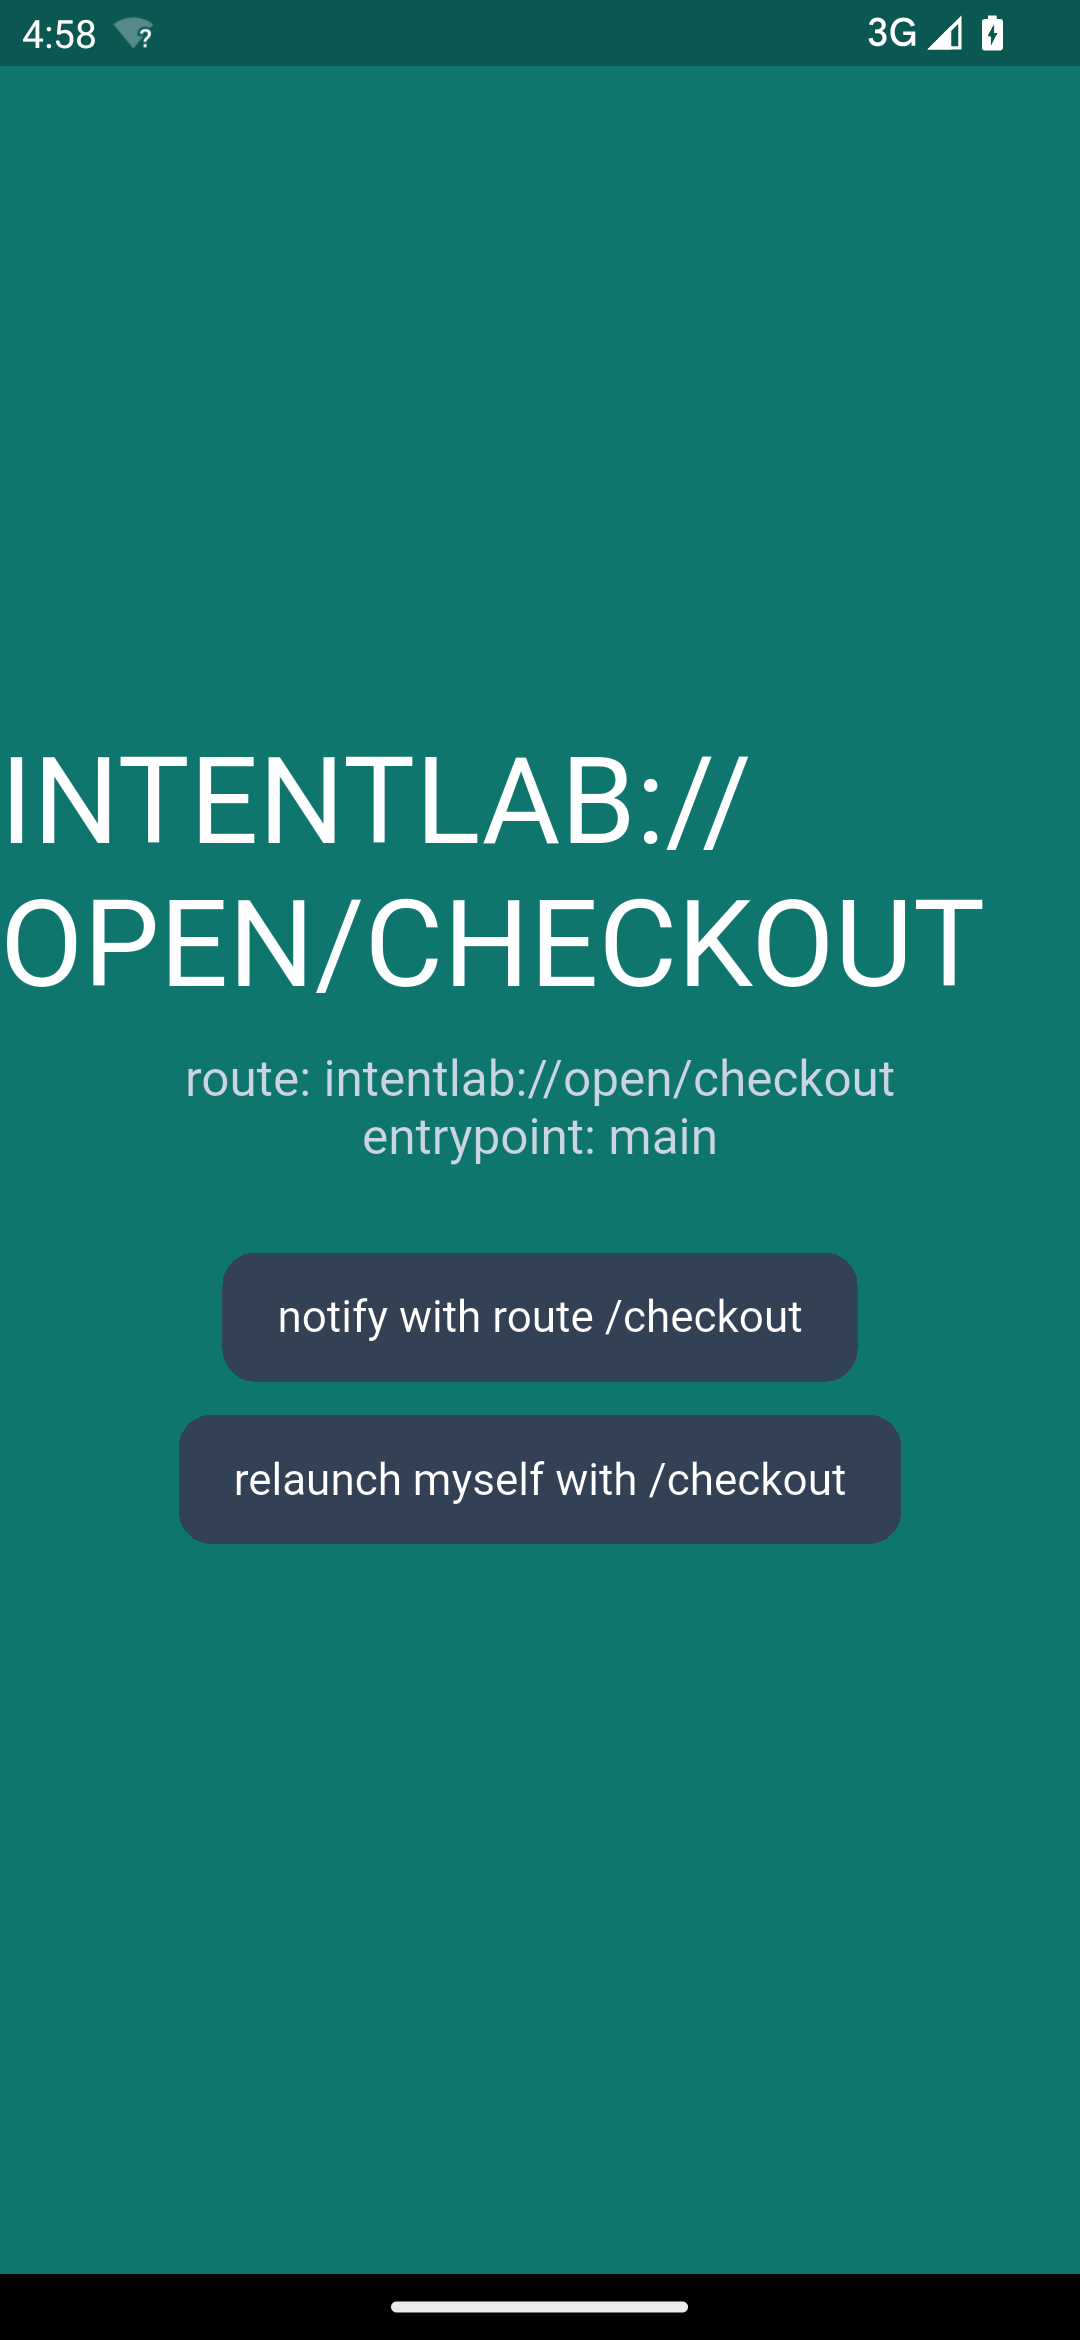 4:58
3G
INTENTLAB://
OPEN/CHECKOUT
route: intentlab://open/checkout
entrypoint: main
notify with route /checkout
relaunch myself with /checkout